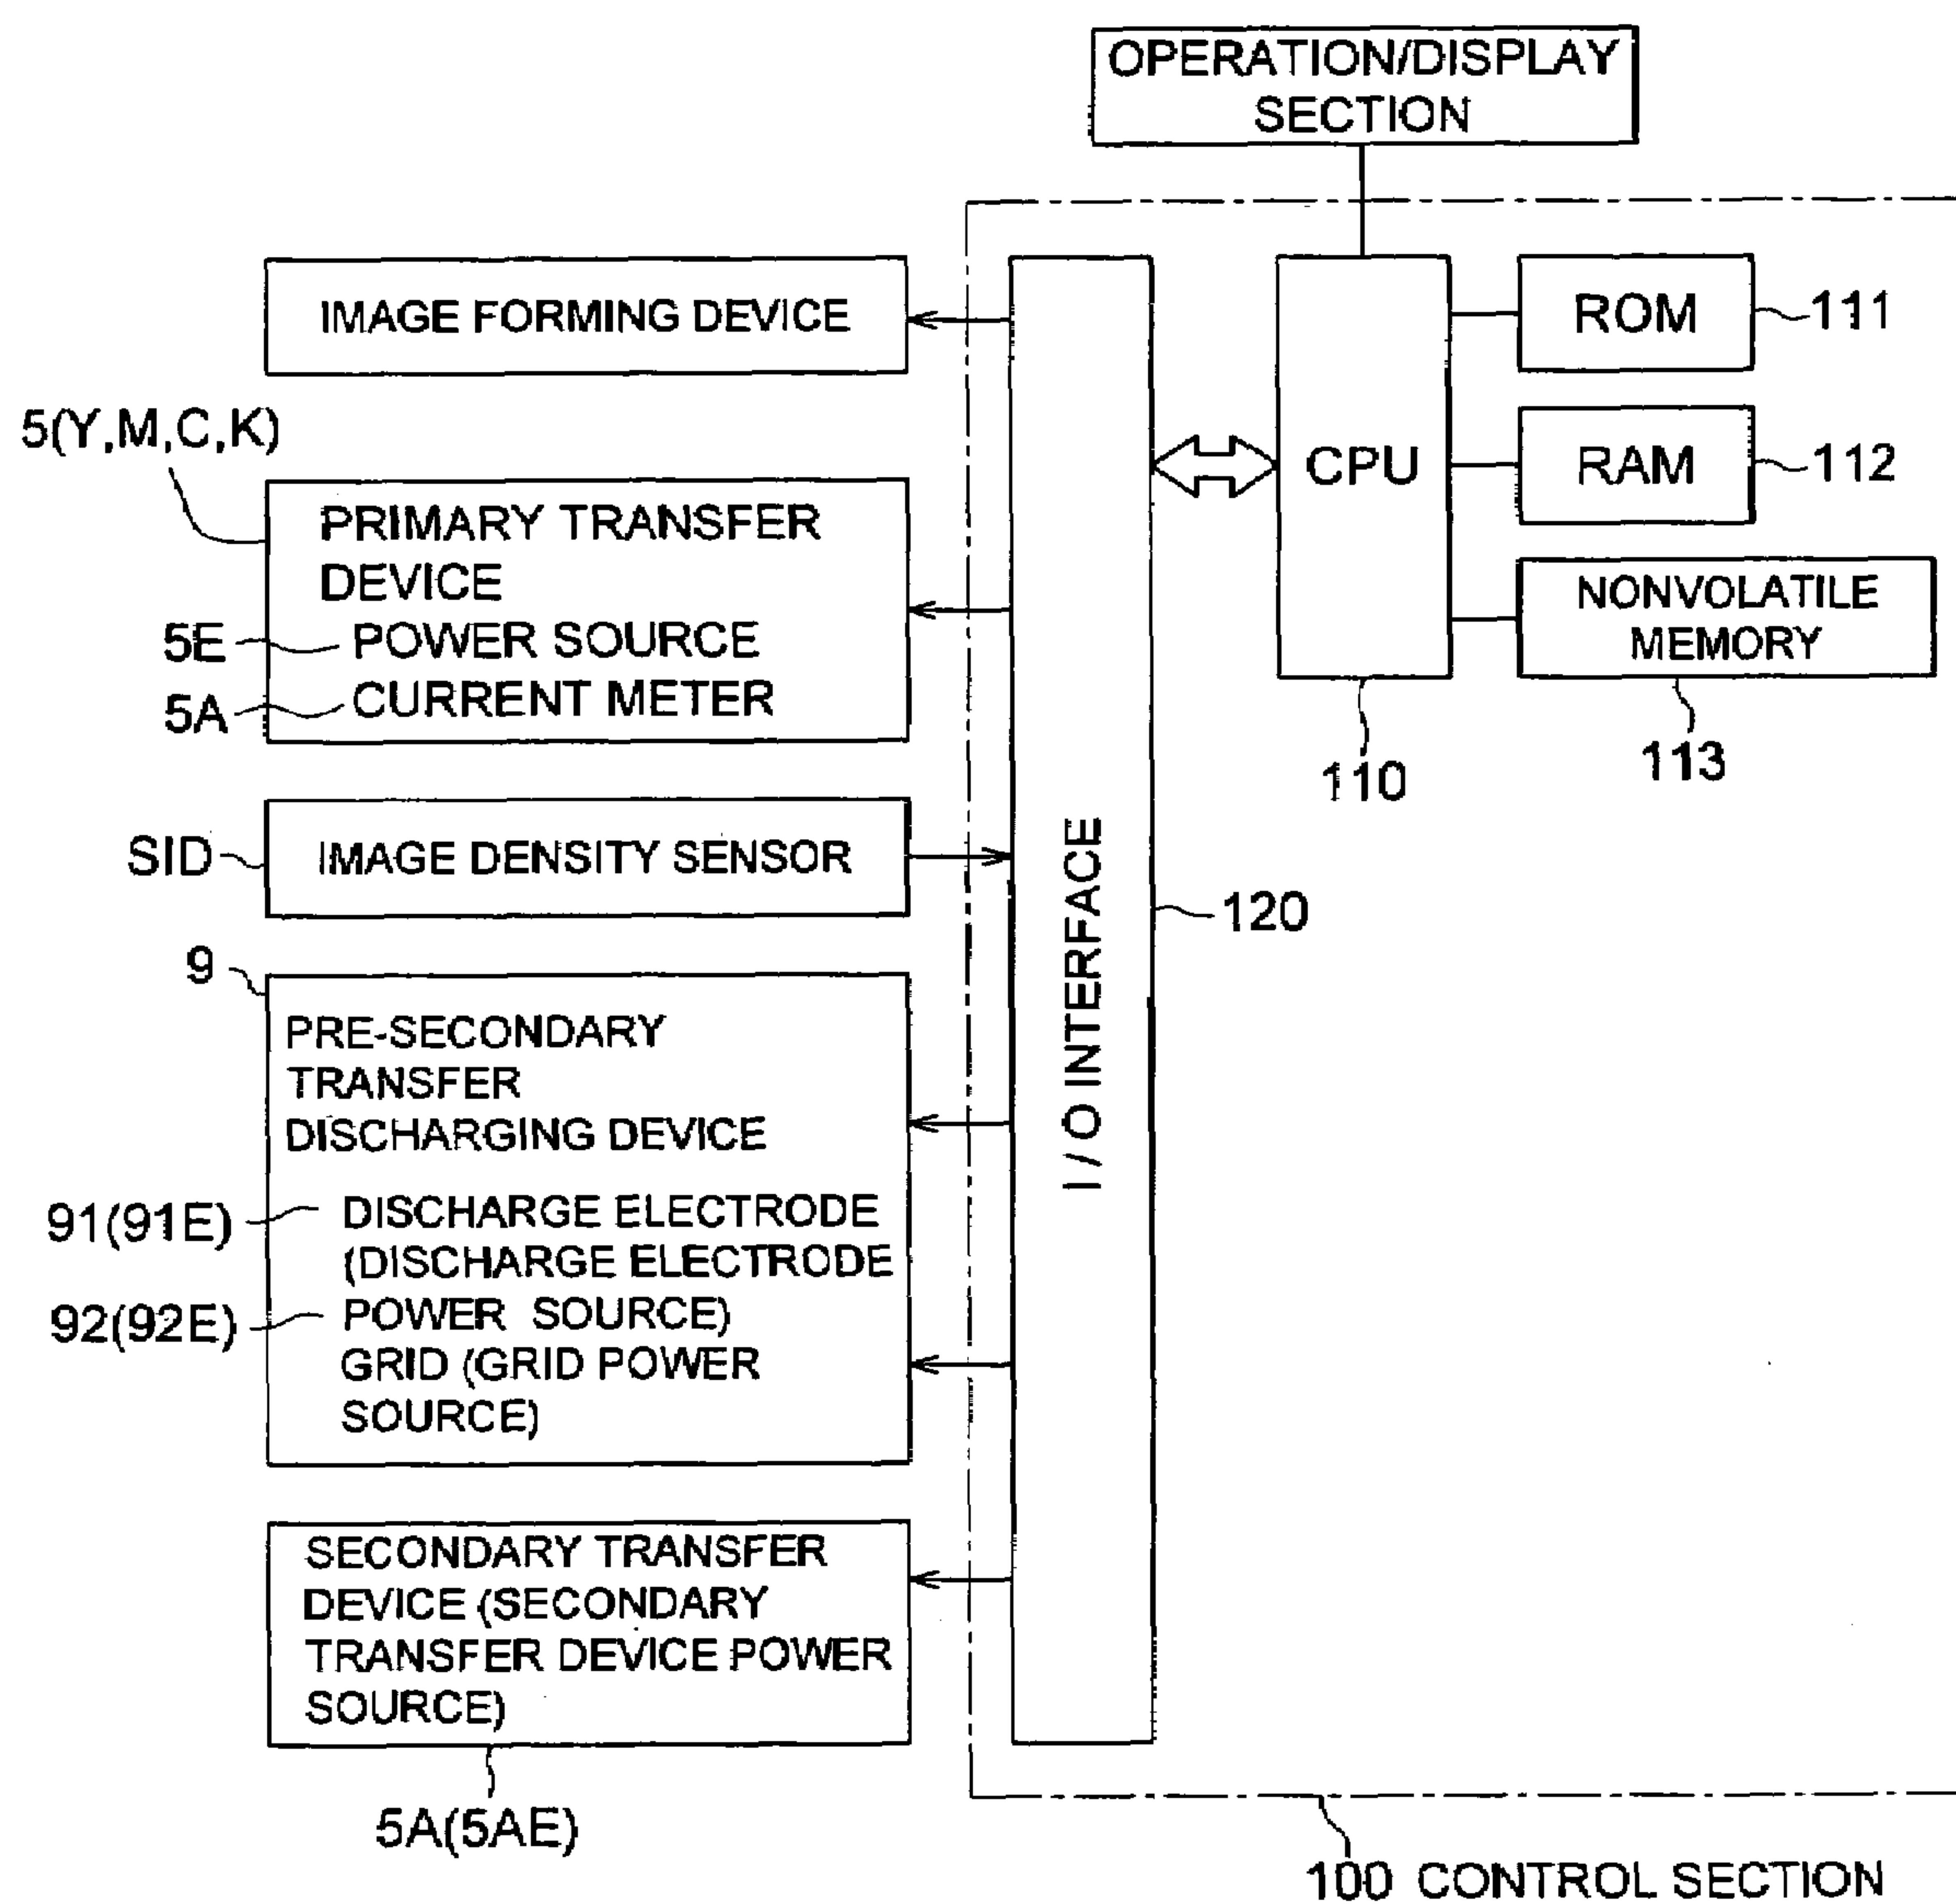 OPERATION/DISPLAY
SECTION
IMAGE FORMING DEVICE
ROM
111
5(Y,M,C,K)
CPU
RAM
112
PRIMARY TRANSFER
DEVICE
5E
POWER SOURCE
5A
CURRENT METER
NONVOLATILE
MEMORY
110
113
SID
IMAGE DENSITY SENSOR
I / O INTERFACE
120
9
PRE-SECONDARY
TRANSFER
DISCHARGING DEVICE
91(91E)
DISCHARGE ELECTRODE
(DISCHARGE ELECTRODE
92(92E)
POWER SOURCE)
GRID (GRID POWER
SOURCE)
SECONDARY TRANSFER
DEVICE (SECONDARY
TRANSFER DEVICE POWER
SOURCE)
5A(5AE)
100 CONTROL SECTION